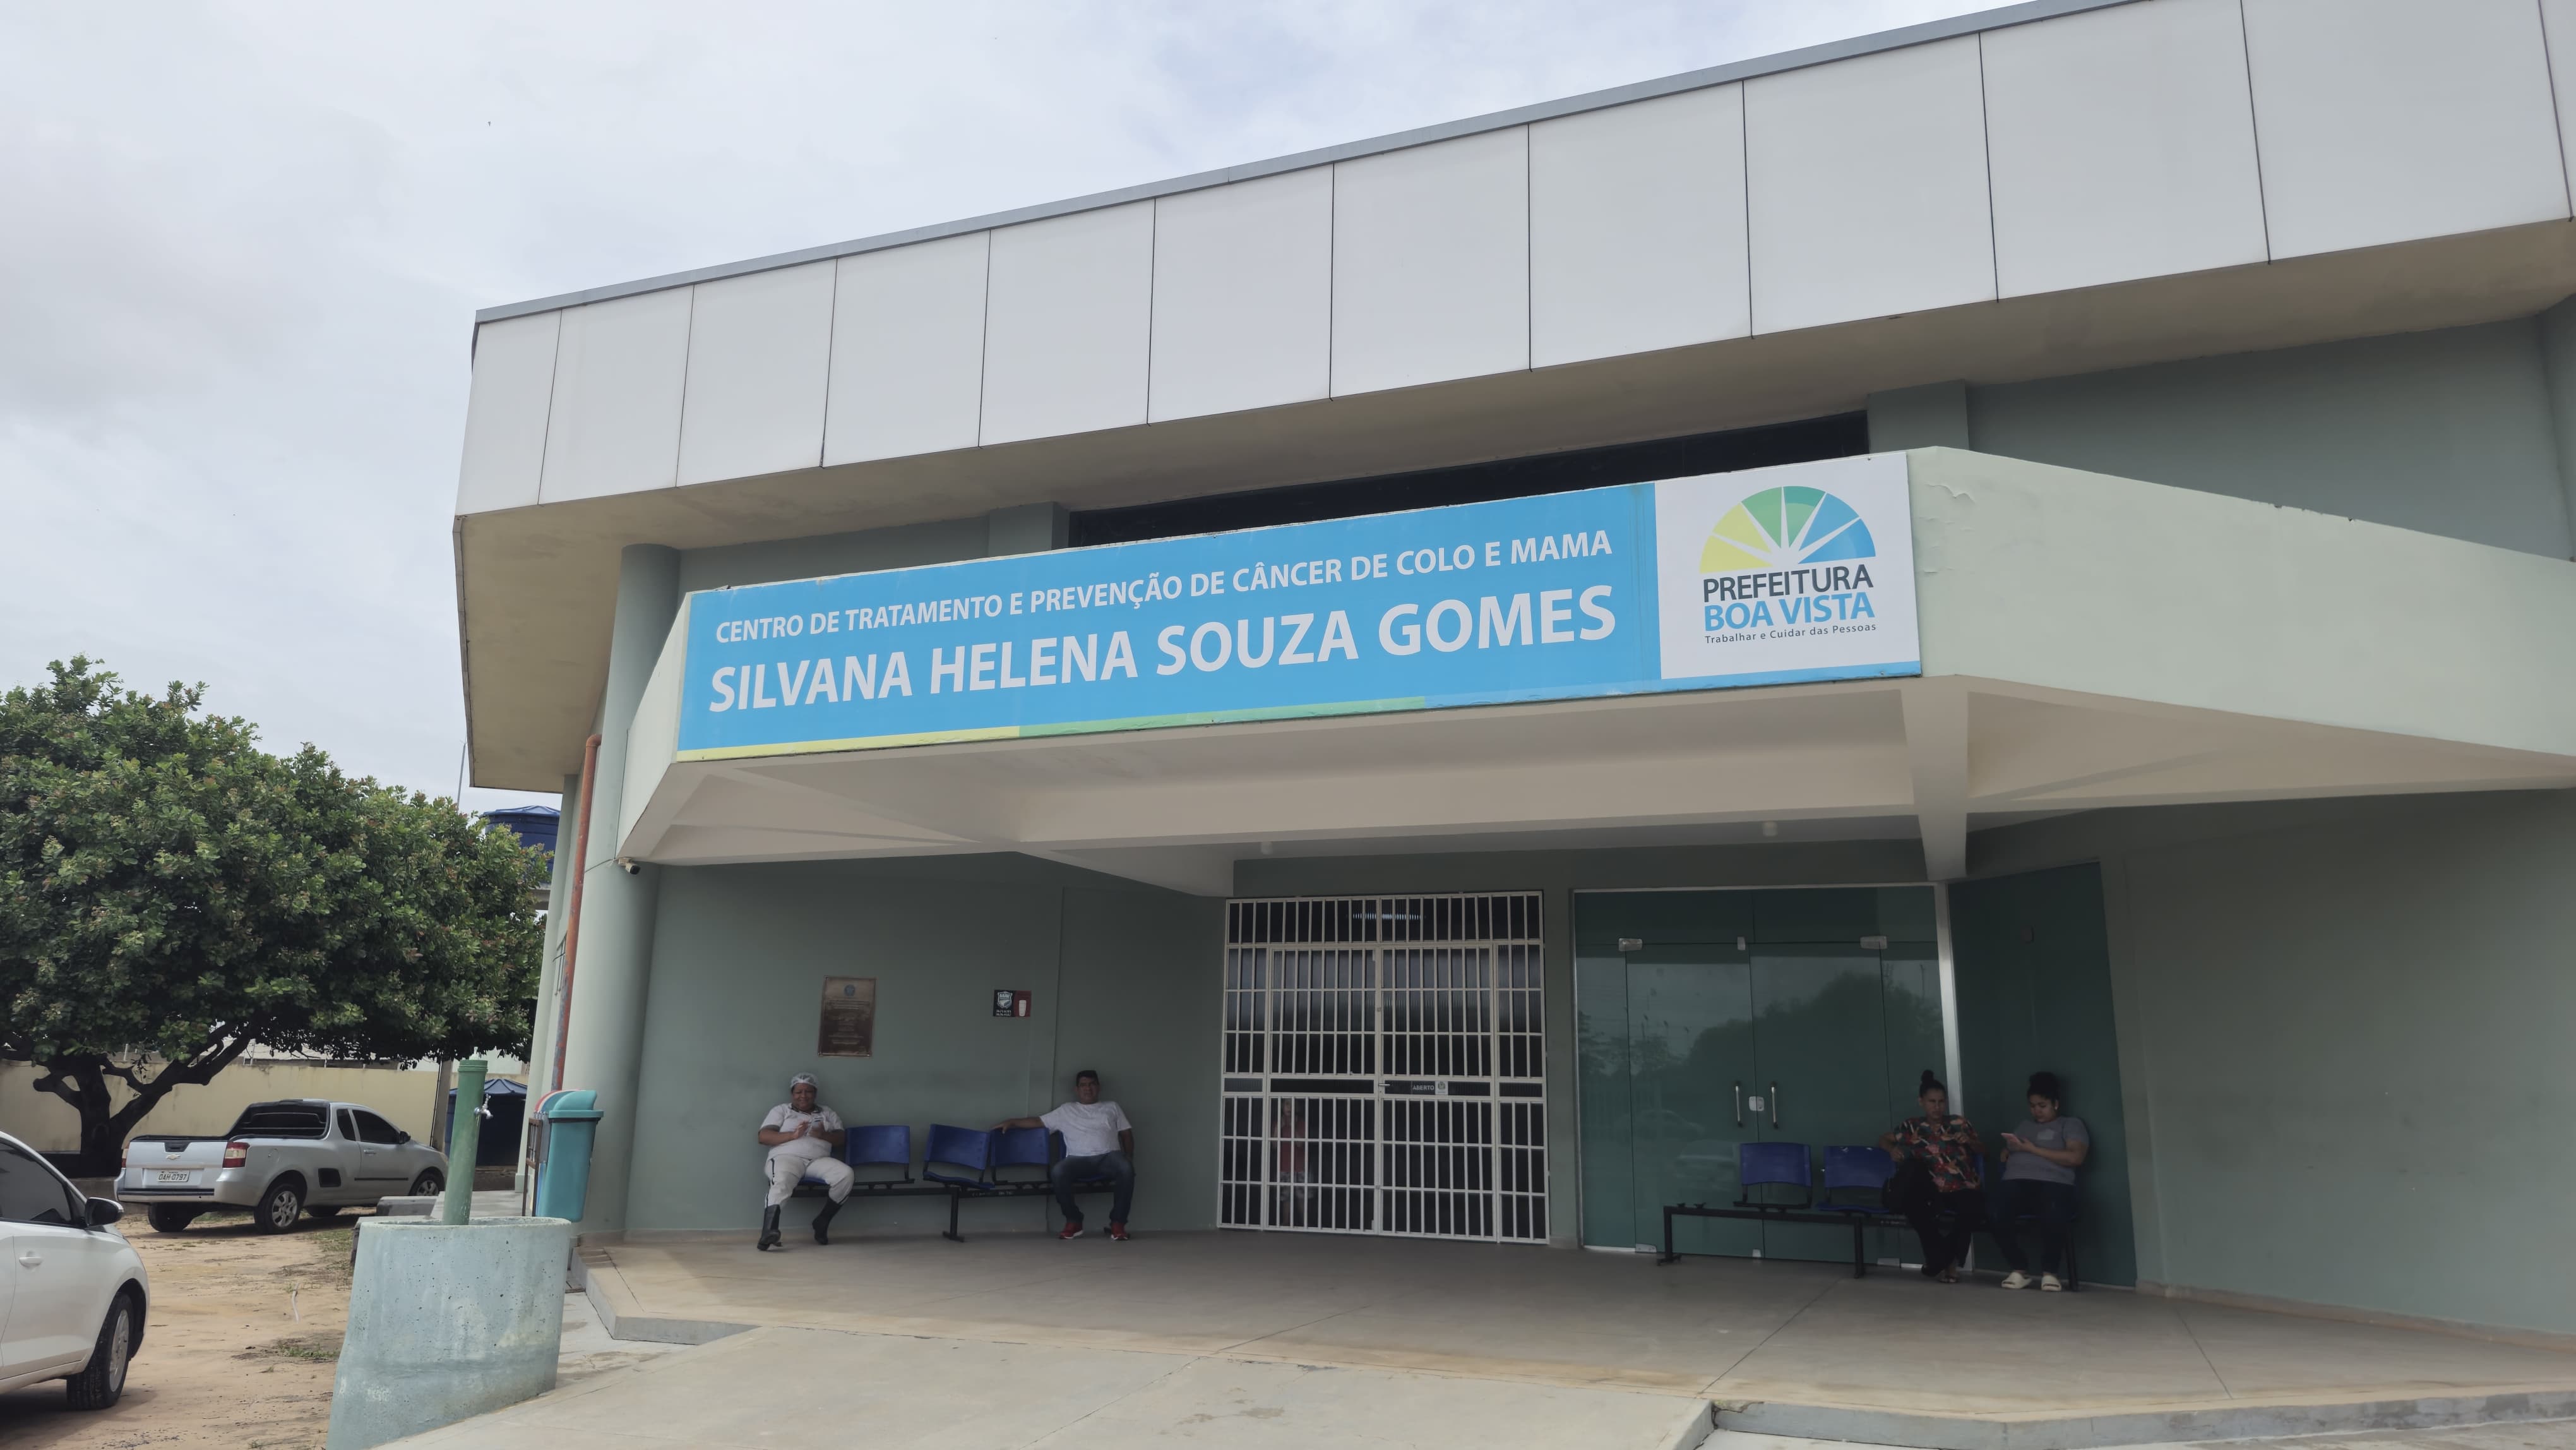 CENTRO DE TRATAMENTO E PREVENÇÃO DE CÂNCER DE COLO E MAMA
SILVANA HELENA SOUZA GOMES
PREFEITURA
BOA VISTA
Trabalhar e Cuidar das Pessoas
ABERTO